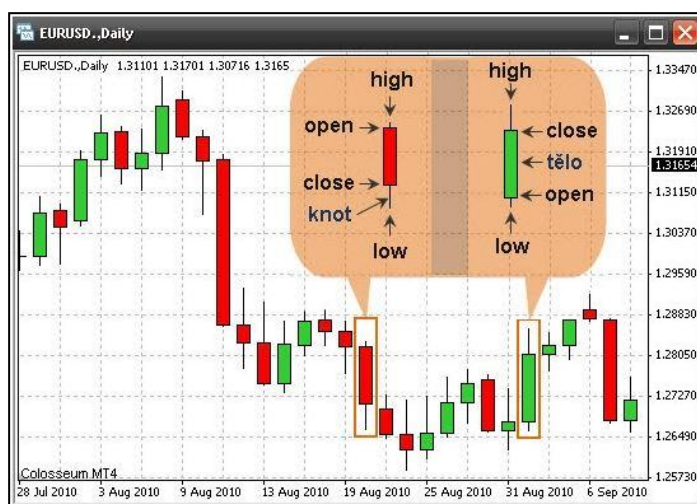 EURUSD.,Daily
EURUSD.,Daily 1.31101 1.31701 1.30716 1.3165
high
high
open
close
tělo
close
open
knot
low
low
1.33470
1.32690
1.31910
1.31654
1.31150
1.30370
1.29590
1.28830
1.28050
1.27270
1.26490
1.25730
Colosseum MT4
28 Jul 2010
3 Aug 2010
9 Aug 2010
13 Aug 2010
19 Aug 2010
25 Aug 2010
31 Aug 2010
6 Sep 2010